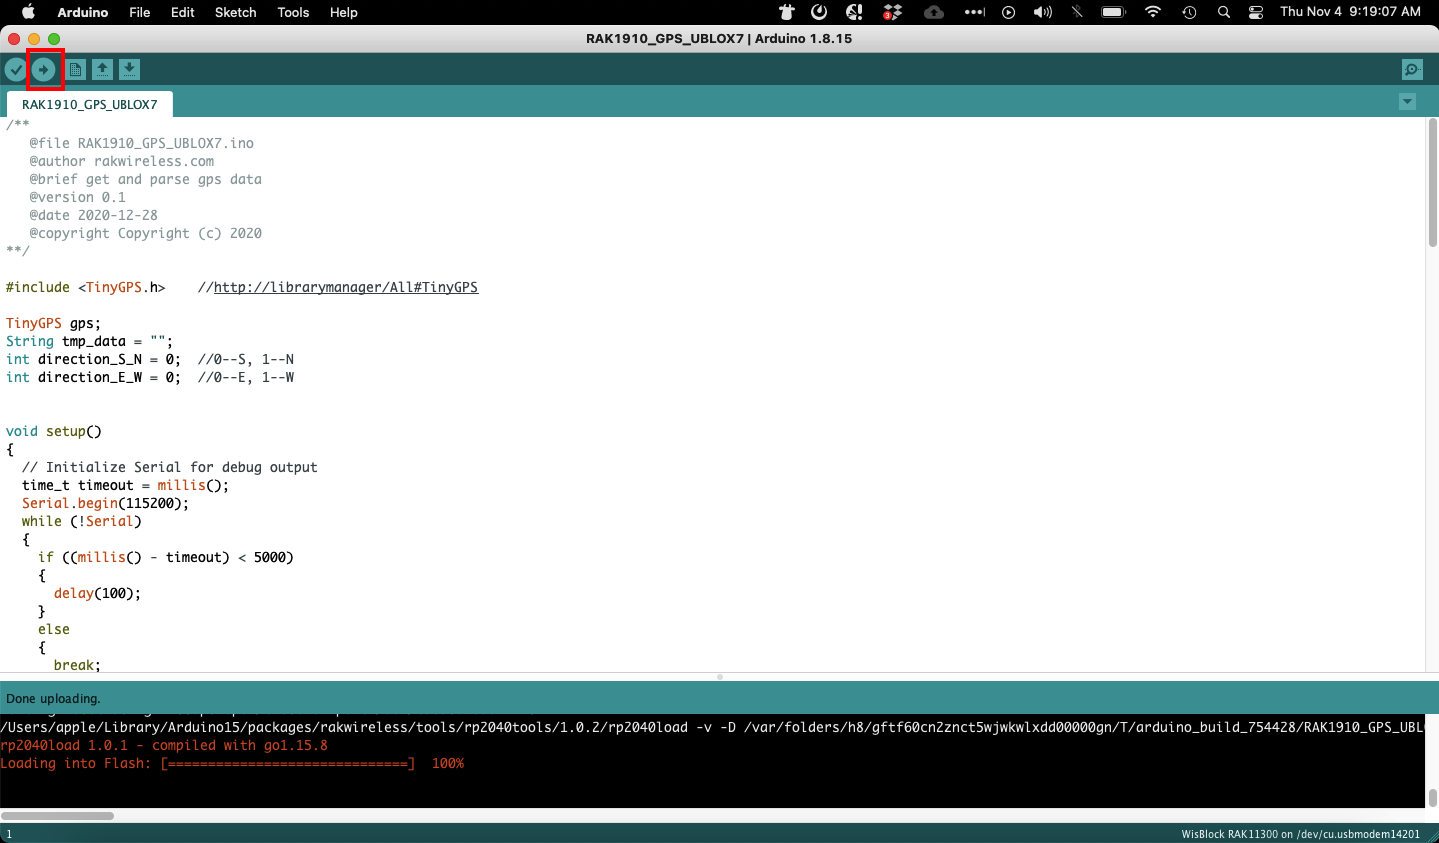 Arduino File Edit Sketch Tools Help 3 Thu Nov 4 9:19:07 AM
RAK1910_GPS_UBLOX7 | Arduino 1.8.15
RAK1910_GPS_UBLOX7
/**
@file RAK1910_GPS_UBLOX7.ino
@author rakwireless.com
@brief get and parse gps data
@version 0.1
@date 2020-12-28
@copyright Copyright (c) 2020
**/
#include <TinyGPS.h> //http://librarymanager/All#TinyGPS
TinyGPS gps;
String tmp_data = "";
int direction_S_N = 0; //0--S, 1--N
int direction_E_W = 0; //0--E, 1--W
void setup()
{
// Initialize Serial for debug output
time_t timeout = millis();
Serial.begin(115200);
while (!Serial)
{
if ((millis() - timeout) < 5000)
{
delay(100);
}
else
{
break;
Done uploading.
/Users/apple/Library/Arduino15/packages/rakwireless/tools/rp2040tools/1.0.2/rp2040load -v -D /var/folders/h8/gftf60cn2znct5wjwkwlxdd00000gn/T/arduino_build_754428/RAK1910_GPS_UBL
rp2040load 1.0.1 - compiled with go1.15.8
Loading into Flash: [==============================] 100%
1 WisBlock RAK11300 on /dev/cu.usbmodem14201